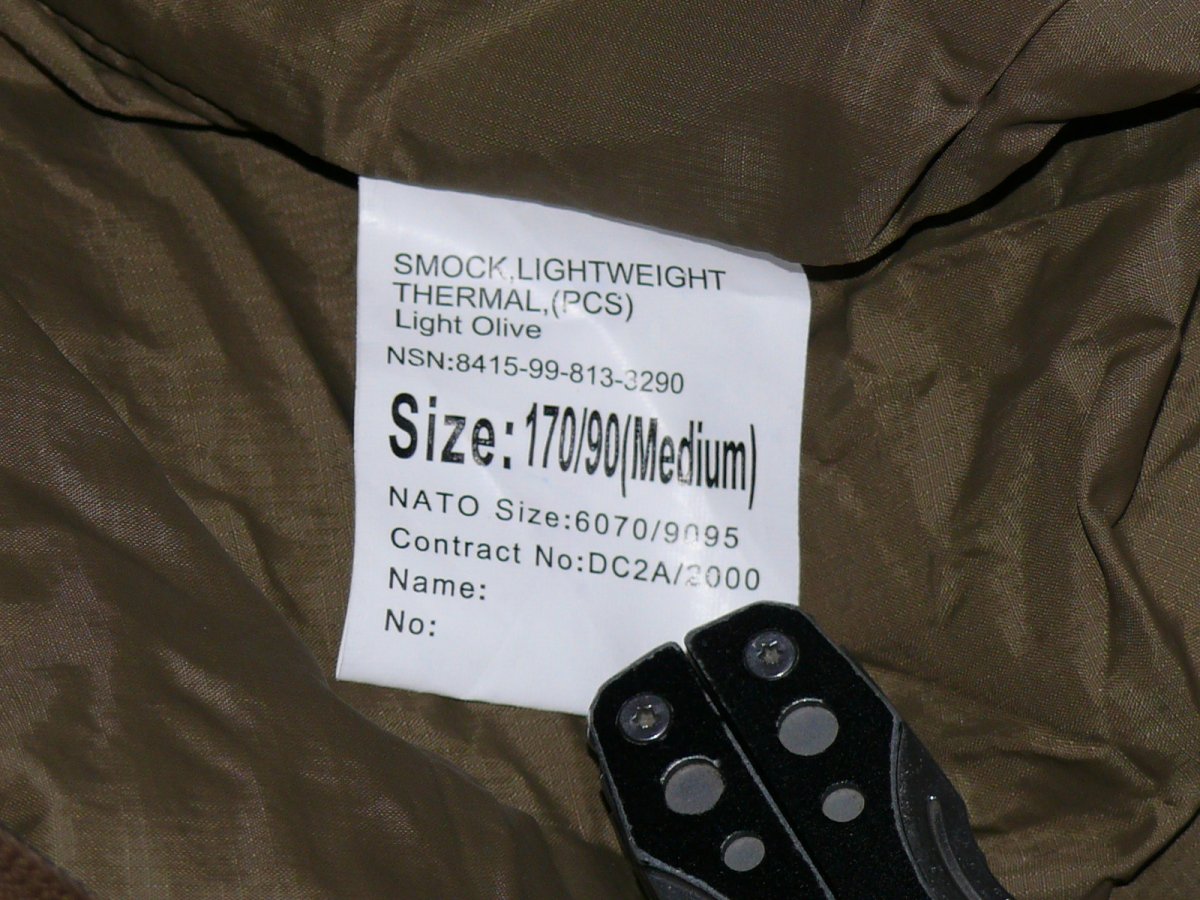 SMOCK,LIGHTWEIGHT
THERMAL,(PCS)
Light Olive
NSN:8415-99-813-3290
Size:170/90(Medium)
NATO Size:6070/9095
Contract No:DC2A/2000
Name:
No: